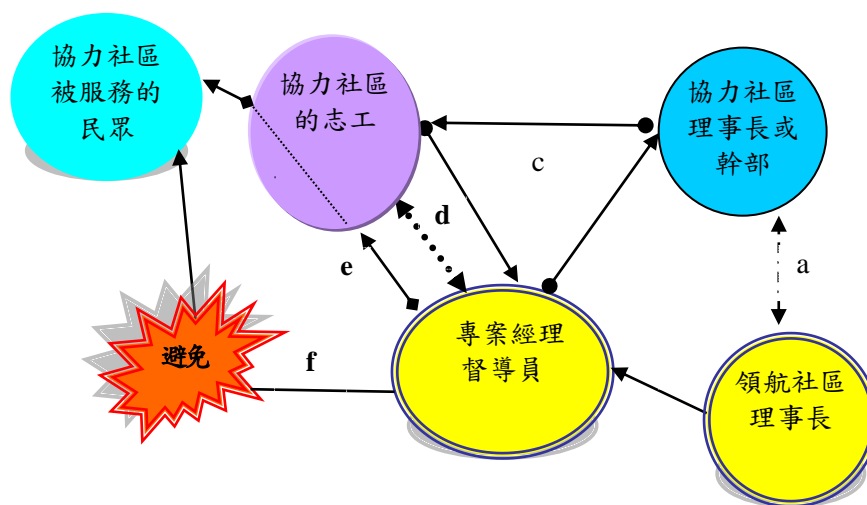 協力社區
被服務的
民眾
協力社區
的志工
協力社區
理事長或
幹部
c
d
e
a
避免
f
專案經理
督導員
領航社區
理事長